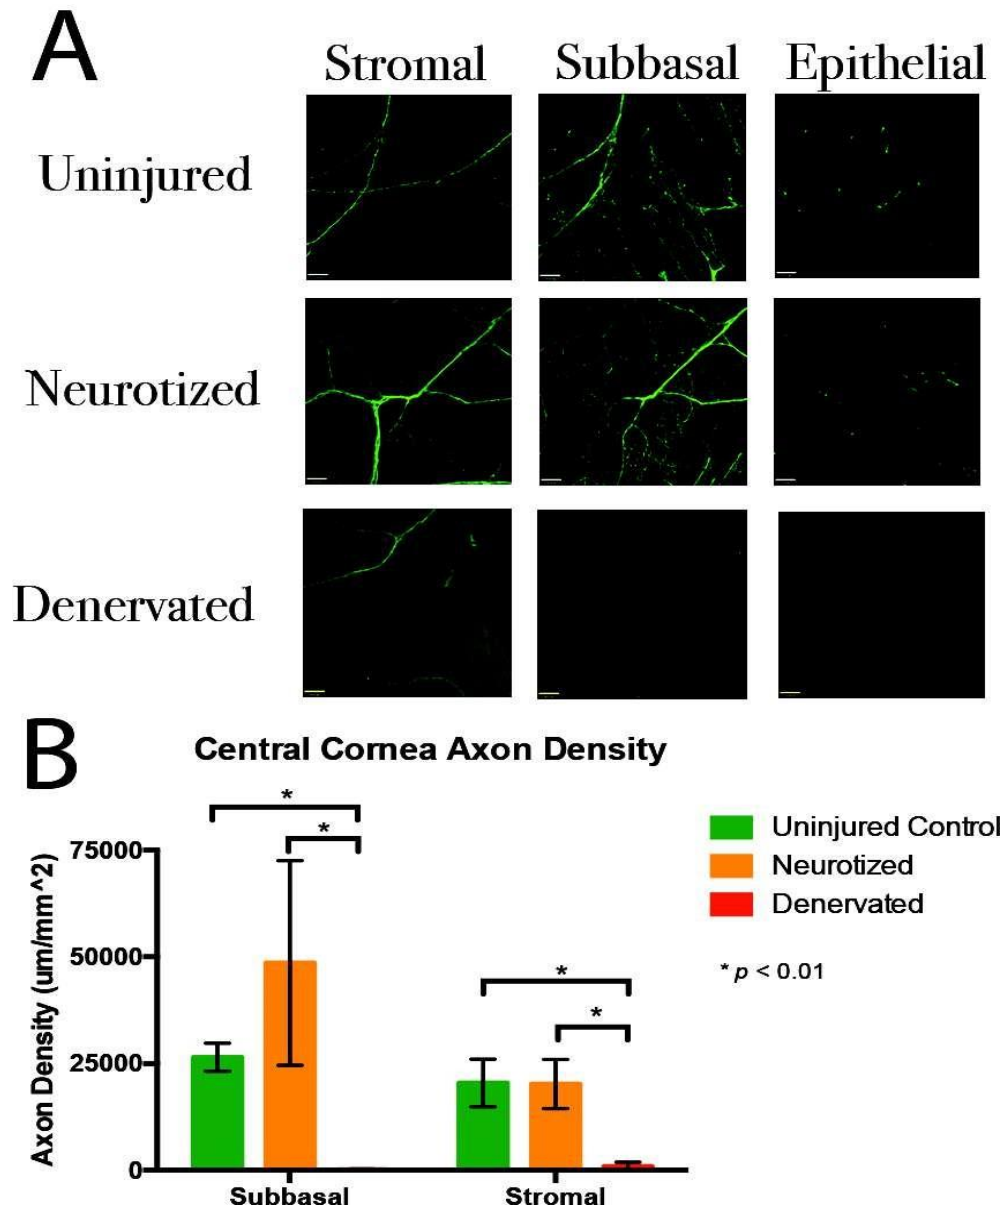 A
Stromal Subbasal Epithelial
Uninjured
Neurotized
Denervated
B
Central Cornea Axon Density
Axon Density (um/mm^2)
75000
50000
25000
0
* * * *
Subbasal Stromal
Uninjured Control
Neurotized
Denervated
* p < 0.01